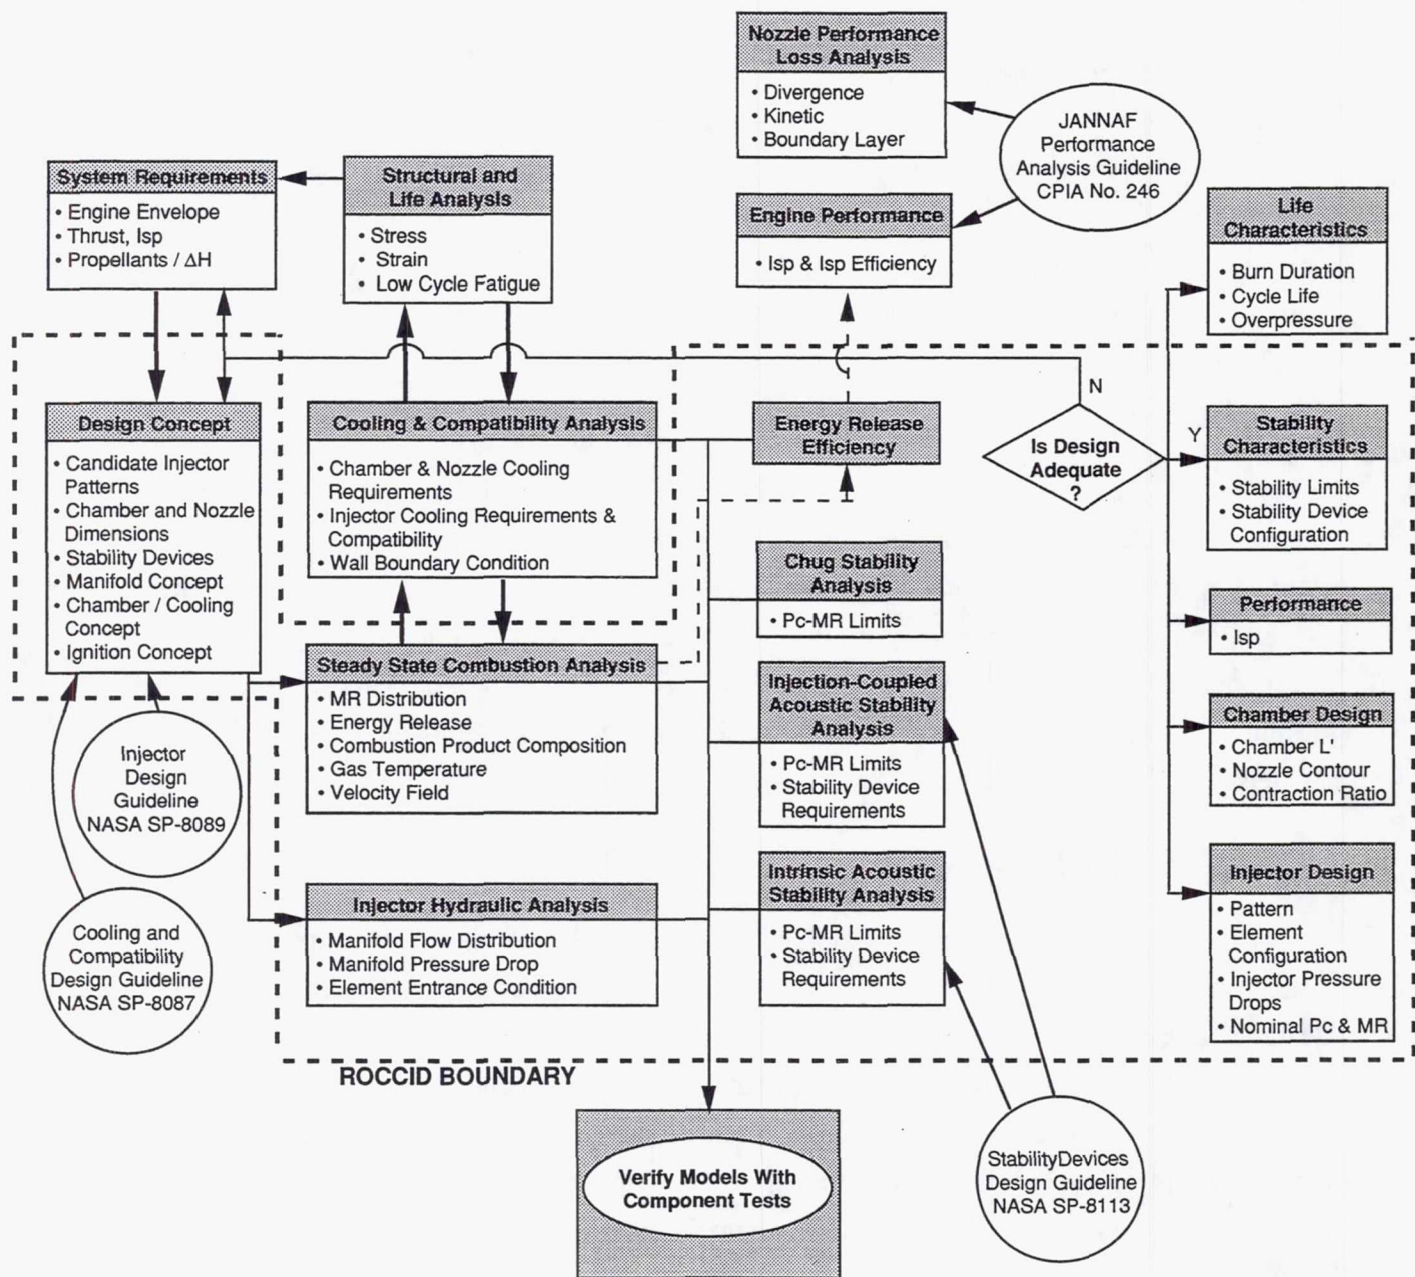 Nozzle Performance
Loss Analysis
• Divergence
• Kinetic
• Boundary Layer
JANNAF
Performance
Analysis Guideline
CPIA No. 246
System Requirements
• Engine Envelope
• Thrust, Isp
• Propellants / ΔH
Structural and
Life Analysis
• Stress
• Strain
• Low Cycle Fatigue
Engine Performance
• Isp & Isp Efficiency
Life
Characteristics
• Burn Duration
• Cycle Life
• Overpressure
Design Concept
• Candidate Injector
Patterns
• Chamber and Nozzle
Dimensions
• Stability Devices
• Manifold Concept
• Chamber / Cooling
Concept
• Ignition Concept
Cooling & Compatibility Analysis
• Chamber & Nozzle Cooling
Requirements
• Injector Cooling Requirements &
Compatibility
• Wall Boundary Condition
Energy Release
Efficiency
N
Is Design
Adequate
?
Y
Stability
Characteristics
• Stability Limits
• Stability Device
Configuration
Chug Stability
Analysis
• Pc-MR Limits
Performance
• Isp
Steady State Combustion Analysis
• MR Distribution
• Energy Release
• Combustion Product Composition
• Gas Temperature
• Velocity Field
Injection-Coupled
Acoustic Stability
Analysis
• Pc-MR Limits
• Stability Device
Requirements
Chamber Design
• Chamber L'
• Nozzle Contour
• Contraction Ratio
Injector
Design
Guideline
NASA SP-8089
Injector Hydraulic Analysis
• Manifold Flow Distribution
• Manifold Pressure Drop
• Element Entrance Condition
Intrinsic Acoustic
Stability Analysis
• Pc-MR Limits
• Stability Device
Requirements
Injector Design
• Pattern
• Element
Configuration
• Injector Pressure
Drops
• Nominal Pc & MR
Cooling and
Compatibility
Design Guideline
NASA SP-8087
ROCCID BOUNDARY
Verify Models With
Component Tests
StabilityDevices
Design Guideline
NASA SP-8113